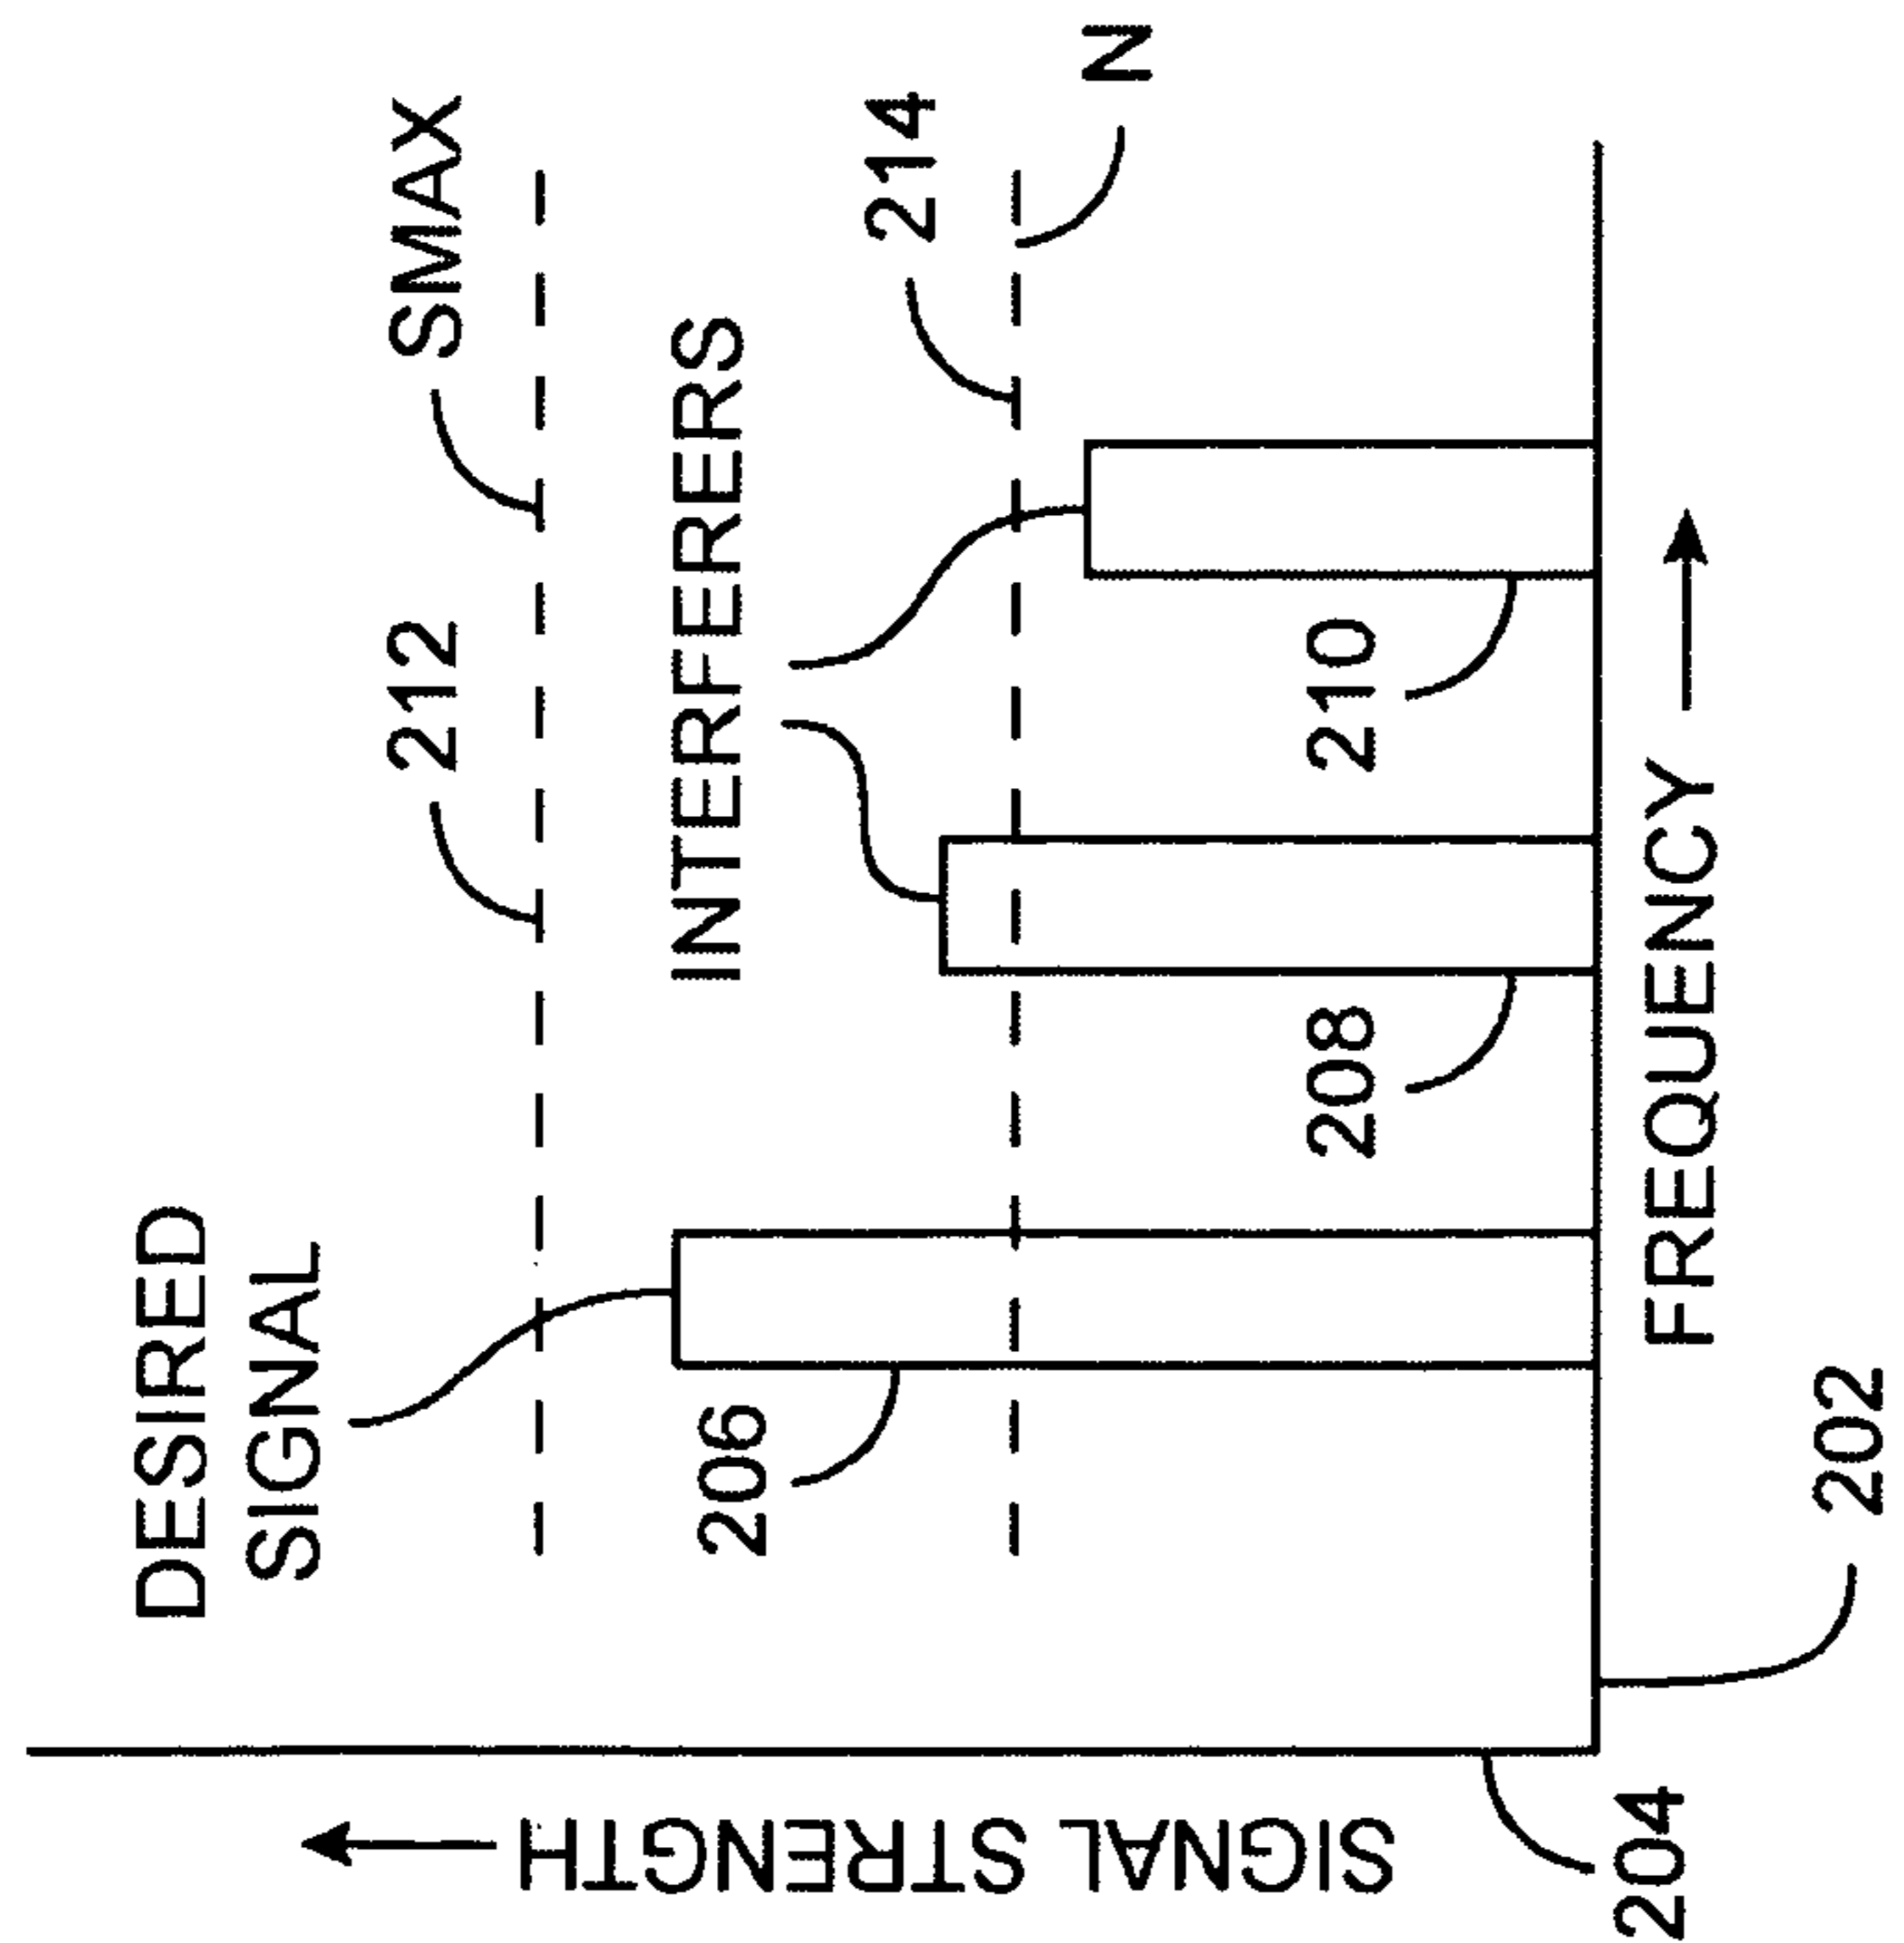 DESIRED
SIGNAL
212
SMAX
INTERFERERS
214
N
206
208
210
SIGNAL STRENGTH
FREQUENCY
204
202